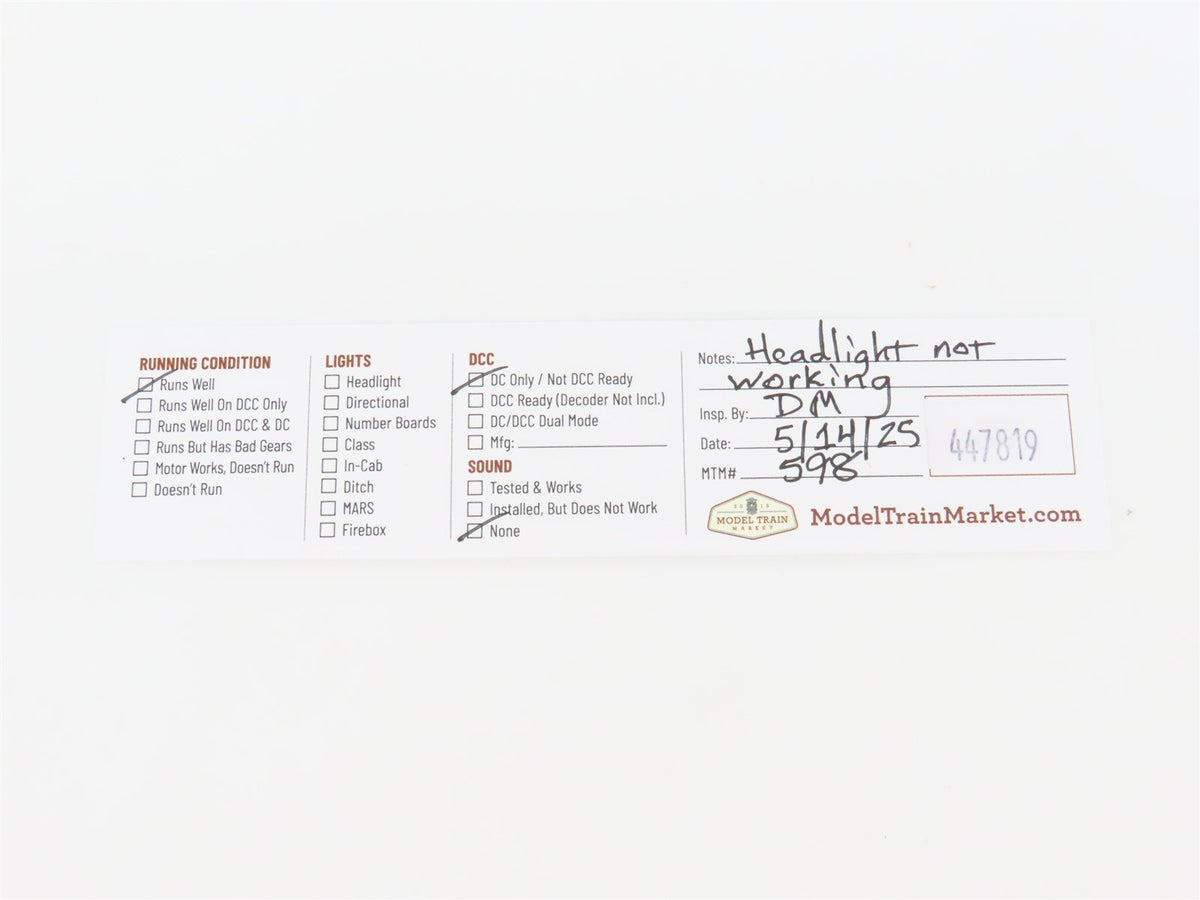 RUNNING CONDITION
Runs Well
Runs Well On DCC Only
Runs Well On DCC & DC
Runs But Has Bad Gears
Motor Works, Doesn't Run
Doesn't Run
LIGHTS
Headlight
Directional
Number Boards
Class
In-Cab
Ditch
MARS
Firebox
DCC
DC Only / Not DCC Ready
DCC Ready (Decoder Not Incl.)
DC/DCC Dual Mode
Mfg:
SOUND
Tested & Works
Installed, But Does Not Work
None
Notes: Headlight not
working
Insp. By: DM
Date: 5/14/25
MTM# 598
447819
MODEL TRAIN
MARKET
ModelTrainMarket.com